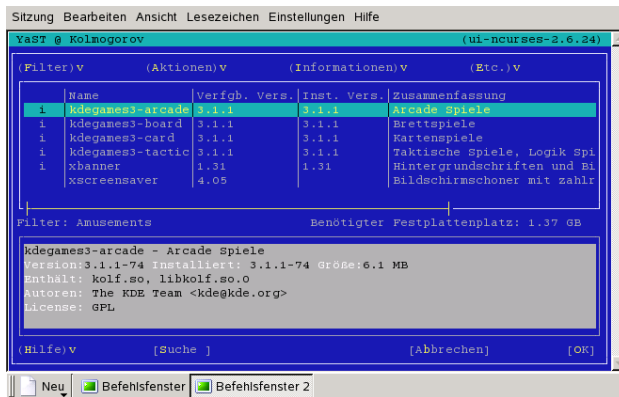 Sitzung Bearbeiten Ansicht Lesezeichen Einstellungen Hilfe
YaST @ Kolmogorov (ui-ncurses-2.6.24)
(Filter)v (Aktionen)v (Informationen)v (Etc.)v
Name Verfgb. Vers. Inst. Vers. Zusammenfassung
i kdegames3-arcade 3.1.1 3.1.1 Arcade Spiele
i kdegames3-board 3.1.1 3.1.1 Brettspiele
i kdegames3-card 3.1.1 3.1.1 Kartenspiele
i kdegames3-tactic 3.1.1 3.1.1 Taktische Spiele, Logik Spi
i xbanner 1.31 1.31 Hintergrundschriften und Bi
xscreensaver 4.05 Bildschirmschoner mit zahlr
Filter: Amusements Benötigter Festplattenplatz: 1.37 GB
kdegames3-arcade - Arcade Spiele
Version:3.1.1-74 Installiert: 3.1.1-74 Größe:6.1 MB
Enthält: kolf.so, libkolf.so.0
Autoren: The KDE Team <kde@kde.org>
License: GPL
(Hilfe)v [Suche ] [Abbrechen] [OK]
Neu Befehlsfenster Befehlsfenster 2